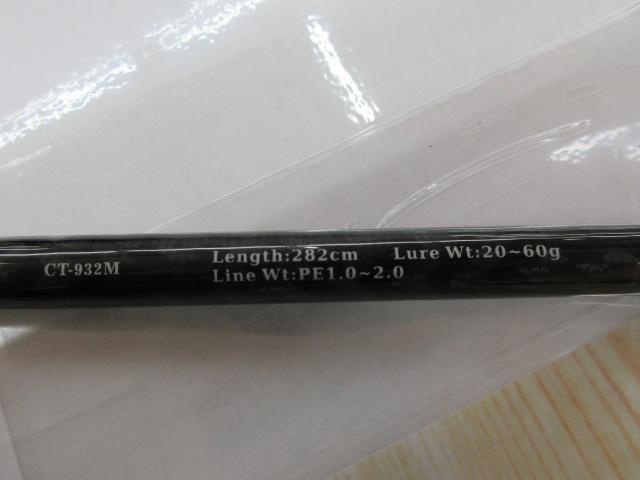 CT-932M
Length:282cm Lure Wt:20~60g
Line Wt:PE1.0~2.0